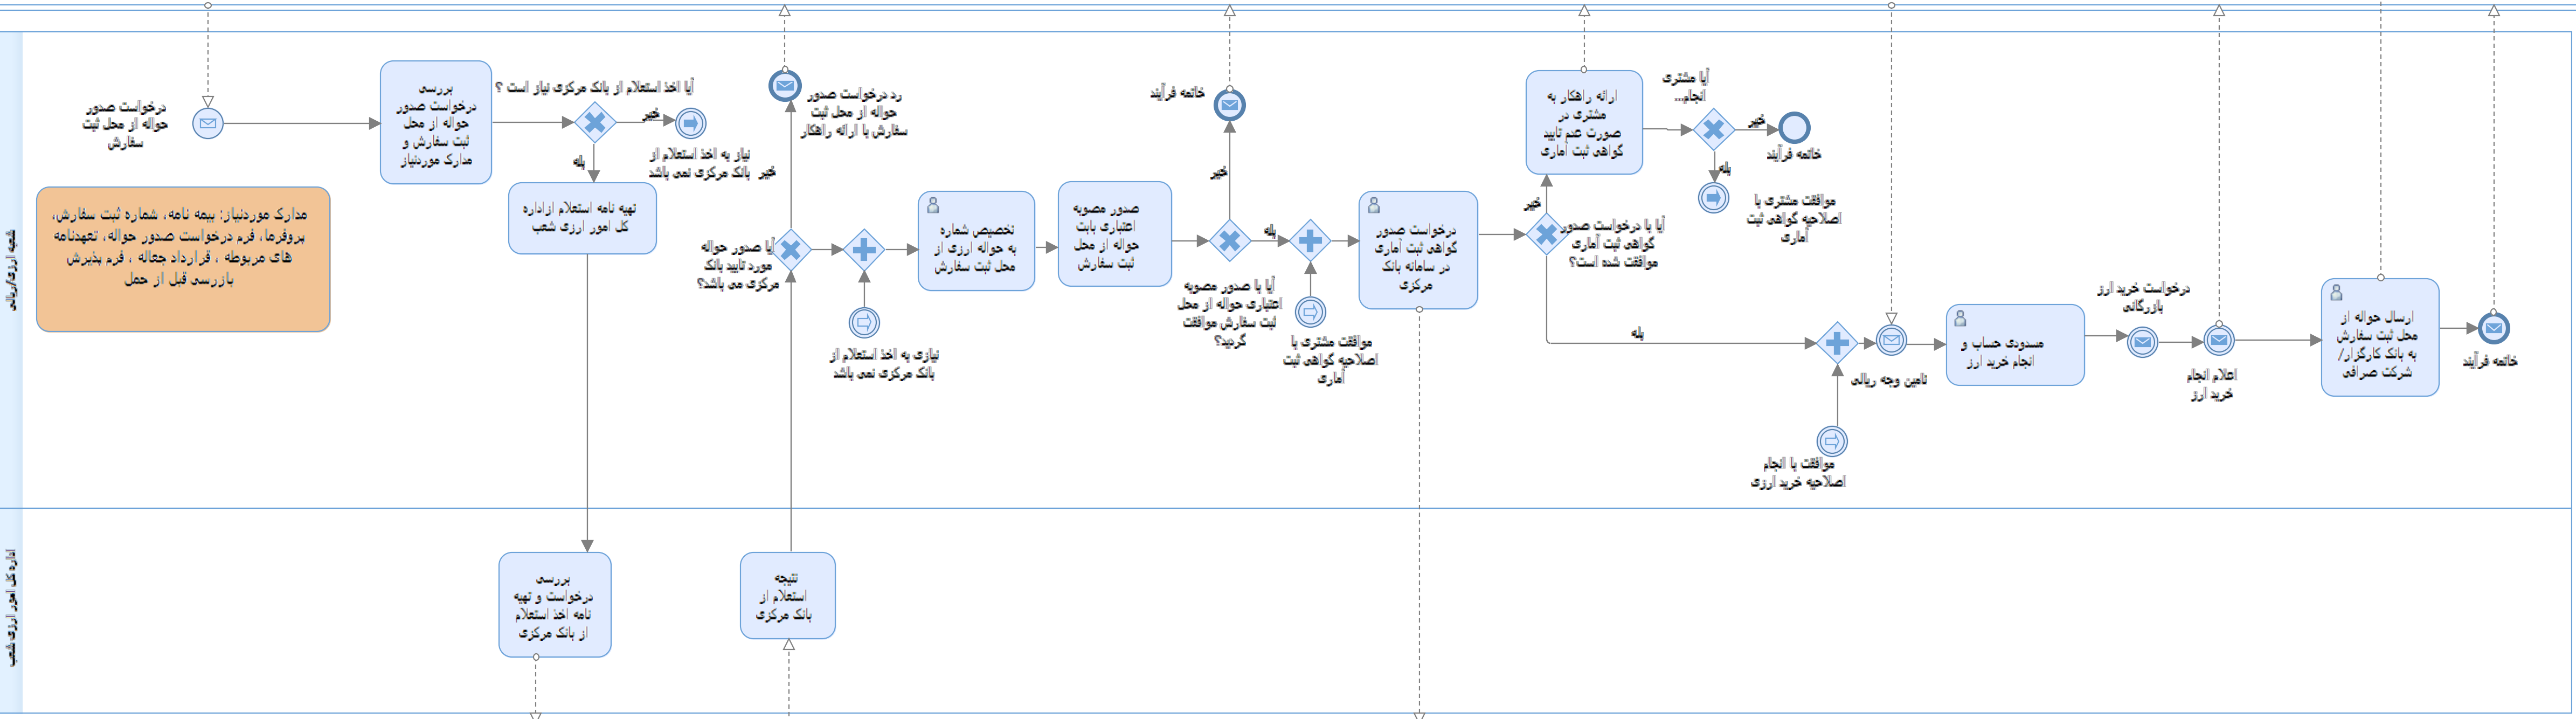 درخواست صدور
حواله از محل ثبت
سفارش
بررسی
درخواست صدور
حواله از محل
ثبت سفارش و
مدارک موردنیاز
آیا اخذ استعلام از بانک مرکزی نیاز است ؟
خیر
بله
نیاز به اخذ استعلام از
بانک مرکزی نمی باشد
تهیه نامه استعلام ازاداره
کل امور ارزی شعب
مدارک موردنیاز: بیمه نامه، شماره ثبت سفارش،
پروفرما، فرم درخواست صدور حواله، تعهدنامه
های مربوطه ، قرارداد جعاله ، فرم پذیرش
بازرسی قبل از حمل
رد درخواست صدور
حواله از محل ثبت
سفارش با ارائه راهکار
خیر
آیا صدور حواله
مورد تایید بانک
مرکزی می باشد؟
نیازی به اخذ استعلام از
بانک مرکزی نمی باشد
تخصیص شماره
به حواله ارزی از
محل ثبت سفارش
صدور مصوبه
اعتباری بابت
حواله از محل
ثبت سفارش
خاتمه فرآیند
خیر
بله
آیا با صدور مصوبه
اعتباری حواله از محل
ثبت سفارش موافقت
گردید؟
موافقت مشتری با
اصلاحیه گواهی ثبت
آماری
درخواست صدور
گواهی ثبت آماری
در سامانه بانک
مرکزی
ارائه راهکار به
مشتری در
صورت عدم تایید
گواهی ثبت آماری
خیر
آیا با درخواست صدور
گواهی ثبت آماری
موافقت شده است؟
بله
آیا مشتری
انجام...
خیر
خاتمه فرآیند
بله
موافقت مشتری با
اصلاحیه گواهی ثبت
آماری
موافقت با انجام
اصلاحیه خرید ارزی
تامین وجه ریالی
مسدودی حساب و
انجام خرید ارز
درخواست خرید ارز
بازرگانی
اعلام انجام
خرید ارز
ارسال حواله از
محل ثبت سفارش
به بانک کارگزار/
شرکت صرافی
خاتمه فرآیند
شعبه ارزی/ریالی
بررسی
درخواست و تهیه
نامه اخذ استعلام
از بانک مرکزی
نتیجه
استعلام از
بانک مرکزی
اداره کل امور ارزی شعب